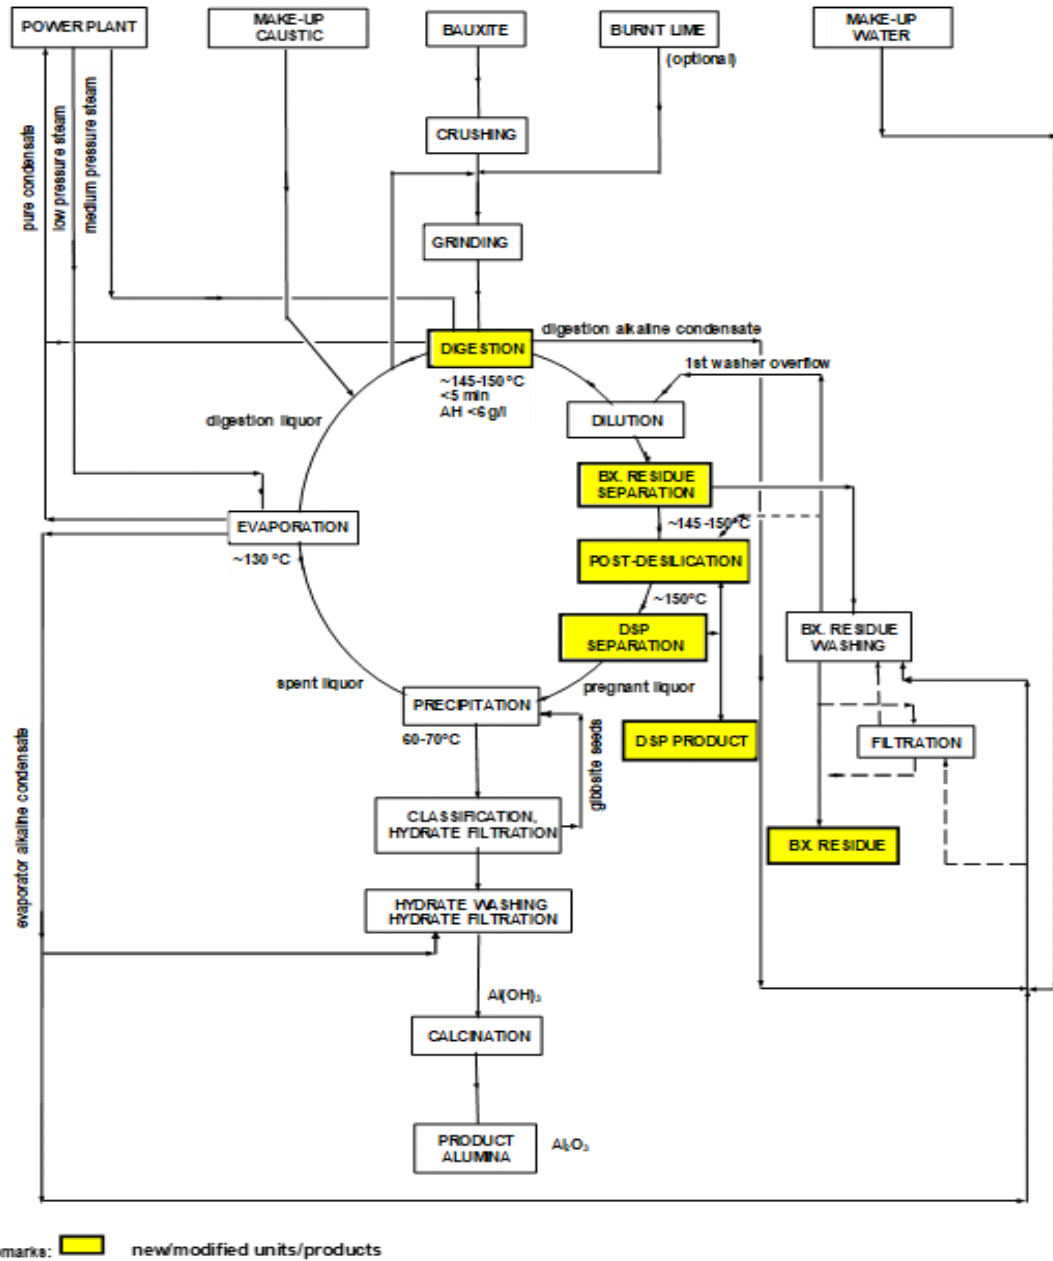 POWER PLANT
MAKE-UP
CAUSTIC
BAUXITE
BURNT LIME
(optional)
MAKE-UP
WATER
pure condensate
low pressure steam
medium pressure steam
CRUSHING
GRINDING
DIGESTION
digestion alkaline condensate
~145-150°C
<5 min
AH <6 g/l
1st washer overflow
DILUTION
digestion liquor
BX. RESIDUE
SEPARATION
~145-150°C
EVAPORATION
~130 °C
POST-DESILICATION
~150°C
DSP
SEPARATION
BX. RESIDUE
WASHING
spent liquor
pregnant liquor
PRECIPITATION
60-70°C
DSP PRODUCT
FILTRATION
gibbsite seeds
evaporator alkaline condensate
CLASSIFICATION,
HYDRATE FILTRATION
BX. RESIDUE
HYDRATE WASHING
HYDRATE FILTRATION
Al(OH)₃
CALCINATION
PRODUCT
ALUMINA
Al₂O₃
marks:
new/modified units/products